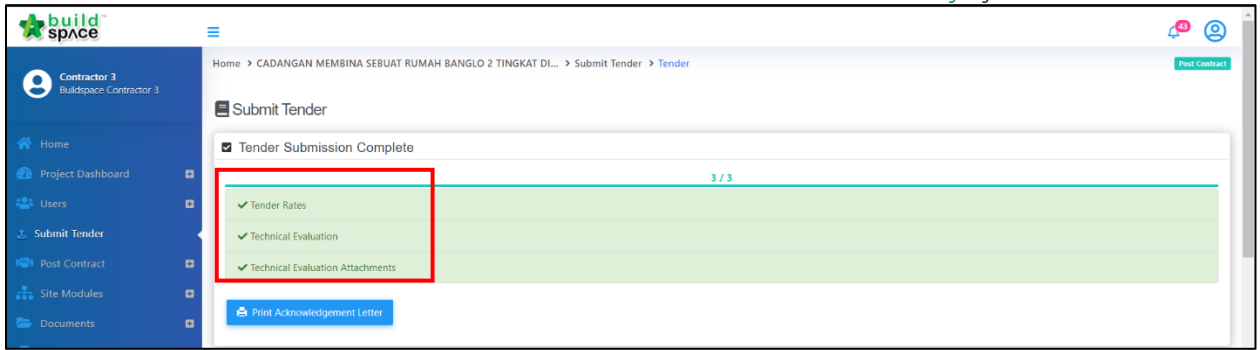 build
space
43
Contractor 3
Buildspace Contractor 3
Home > CADANGAN MEMBINA SEBUAT RUMAH BANGLO 2 TINGKAT DI... > Submit Tender > Tender
Post Contract
Submit Tender
Home
Tender Submission Complete
Project Dashboard
3 / 3
Users
Tender Rates
Submit Tender
Technical Evaluation
Post Contract
Technical Evaluation Attachments
Site Modules
Print Acknowledgement Letter
Documents